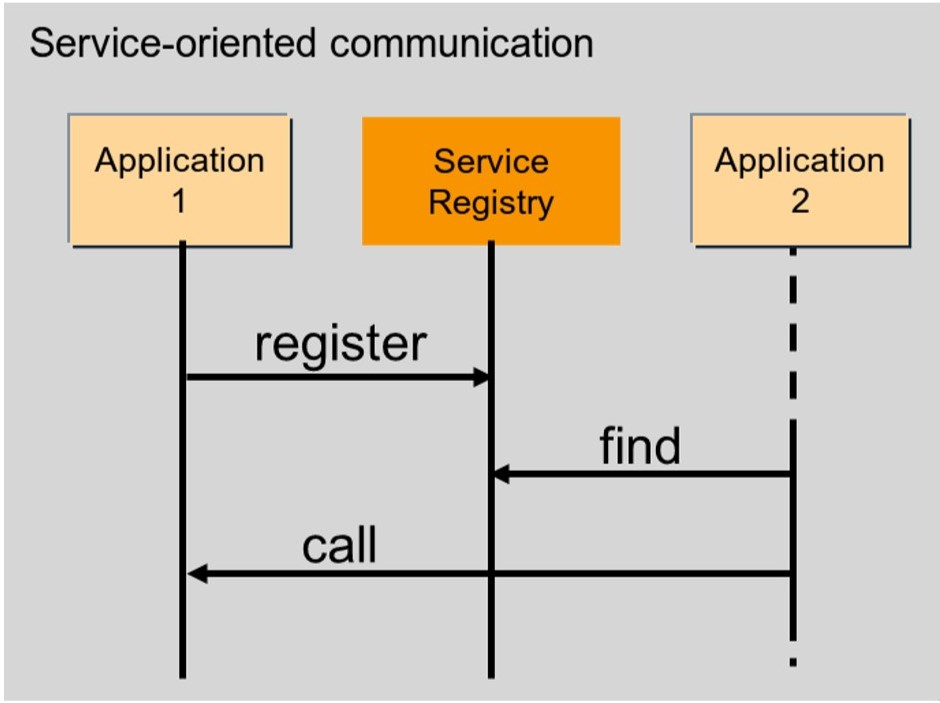 Service-oriented communication
Application
1
Service
Registry
Application
2
register
find
call